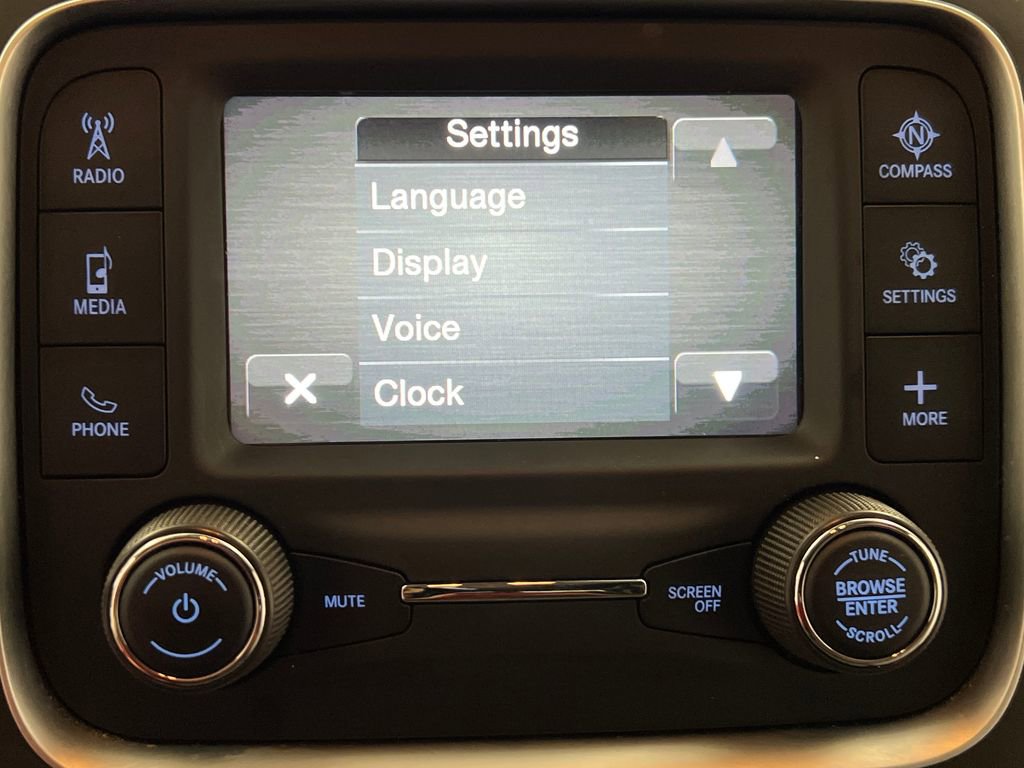 RADIO
MEDIA
PHONE
Settings
Language
Display
Voice
Clock
N
COMPASS
SETTINGS
MORE
VOLUME
MUTE
SCREEN
OFF
TUNE
BROWSE
ENTER
SCROLL